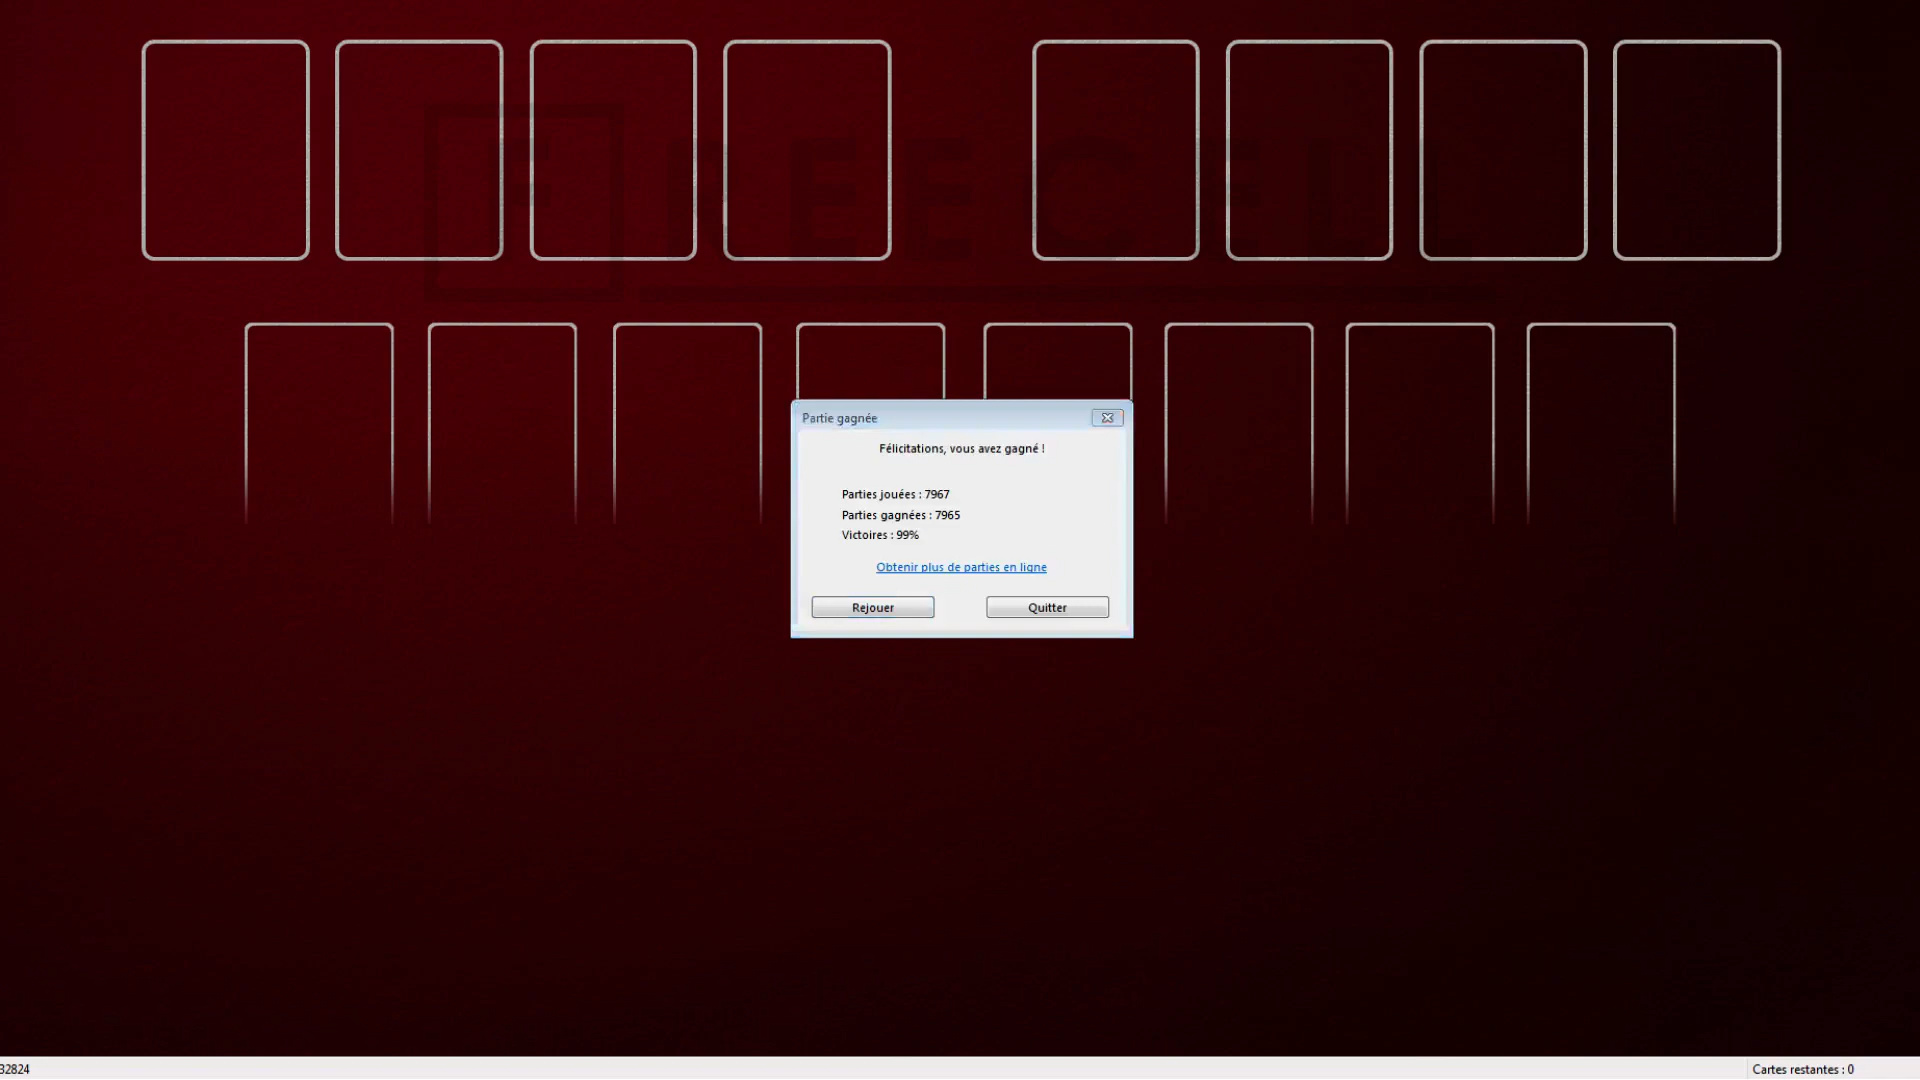 FREECELL
Partie gagnée
Félicitations, vous avez gagné !
Parties jouées : 7967
Parties gagnées : 7965
Victoires : 99%
Obtenir plus de parties en ligne
Rejouer
Quitter
32824
Cartes restantes : 0